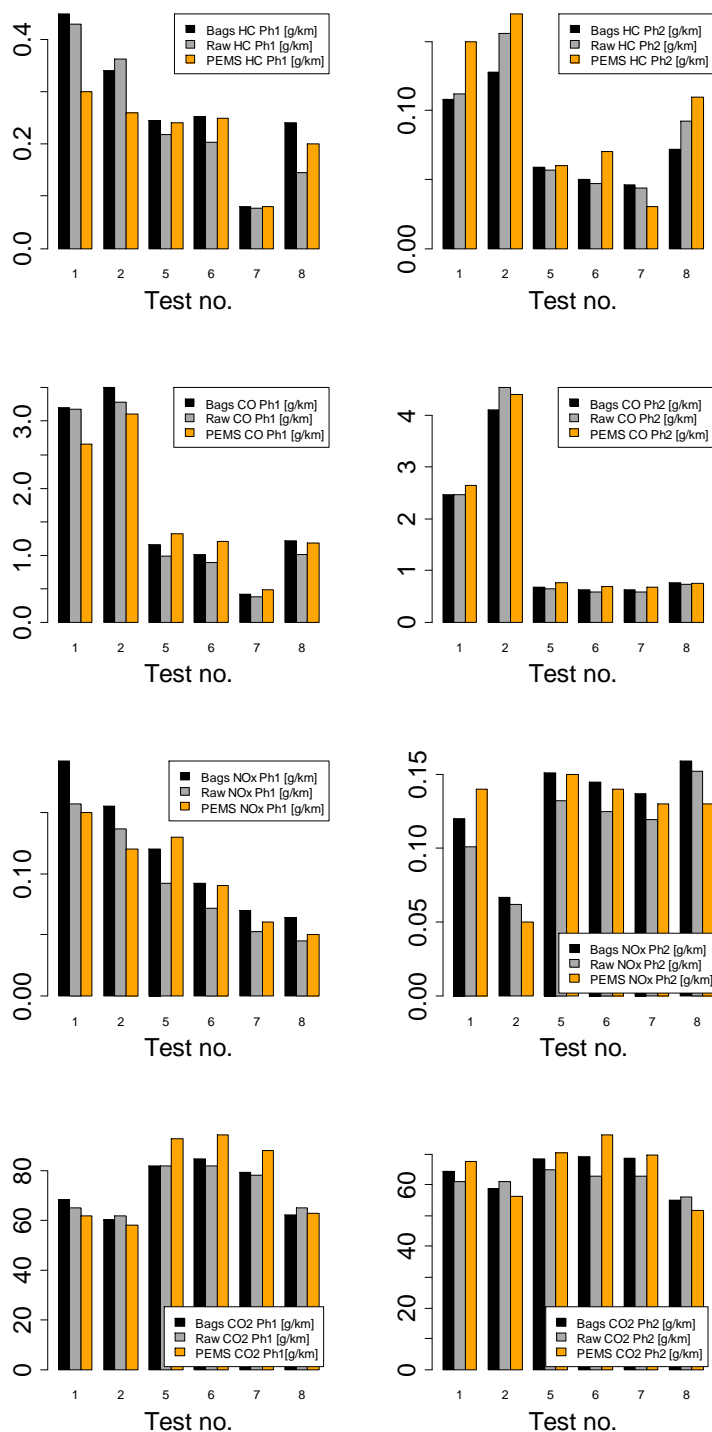 Bags HC Ph1 [g/km]
Raw HC Ph1 [g/km]
PEMS HC Ph1 [g/km]
0.4
0.2
0.0
1 2 5 6 7 8
Test no.
Bags HC Ph2 [g/km]
Raw HC Ph2 [g/km]
PEMS HC Ph2 [g/km]
0.10
0.00
1 2 5 6 7 8
Test no.
Bags CO Ph1 [g/km]
Raw CO Ph1 [g/km]
PEMS CO Ph1 [g/km]
3.0
2.0
1.0
0.0
1 2 5 6 7 8
Test no.
Bags CO Ph2 [g/km]
Raw CO Ph2 [g/km]
PEMS CO Ph2 [g/km]
4
3
2
1
0
1 2 5 6 7 8
Test no.
Bags NOx Ph1 [g/km]
Raw NOx Ph1 [g/km]
PEMS NOx Ph1 [g/km]
0.10
0.00
1 2 5 6 7 8
Test no.
0.15
0.10
0.05
0.00
Bags NOx Ph2 [g/km]
Raw NOx Ph2 [g/km]
PEMS NOx Ph2 [g/km]
1 2 5 6 7 8
Test no.
80
60
40
20
0
Bags CO2 Ph1 [g/km]
Raw CO2 Ph1 [g/km]
PEMS CO2 Ph1[g/km]
1 2 5 6 7 8
Test no.
60
40
20
0
Bags CO2 Ph2 [g/km]
Raw CO2 Ph2 [g/km]
PEMS CO2 Ph2 [g/km]
1 2 5 6 7 8
Test no.